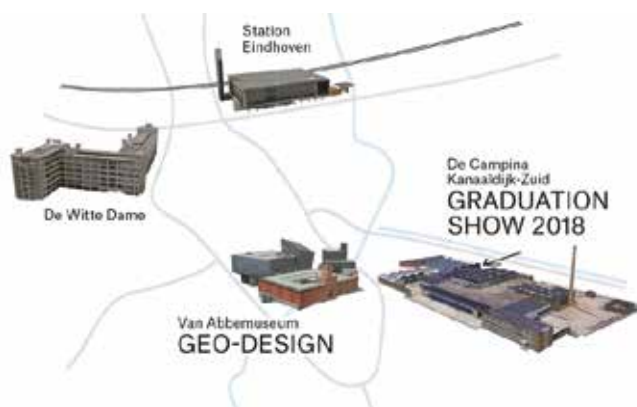 Station
Eindhoven
De Witte Dame
De Campina
Kanaaldijk-Zuid
GRADUATION
SHOW 2018
Van Abbemuseum
GEO-DESIGN